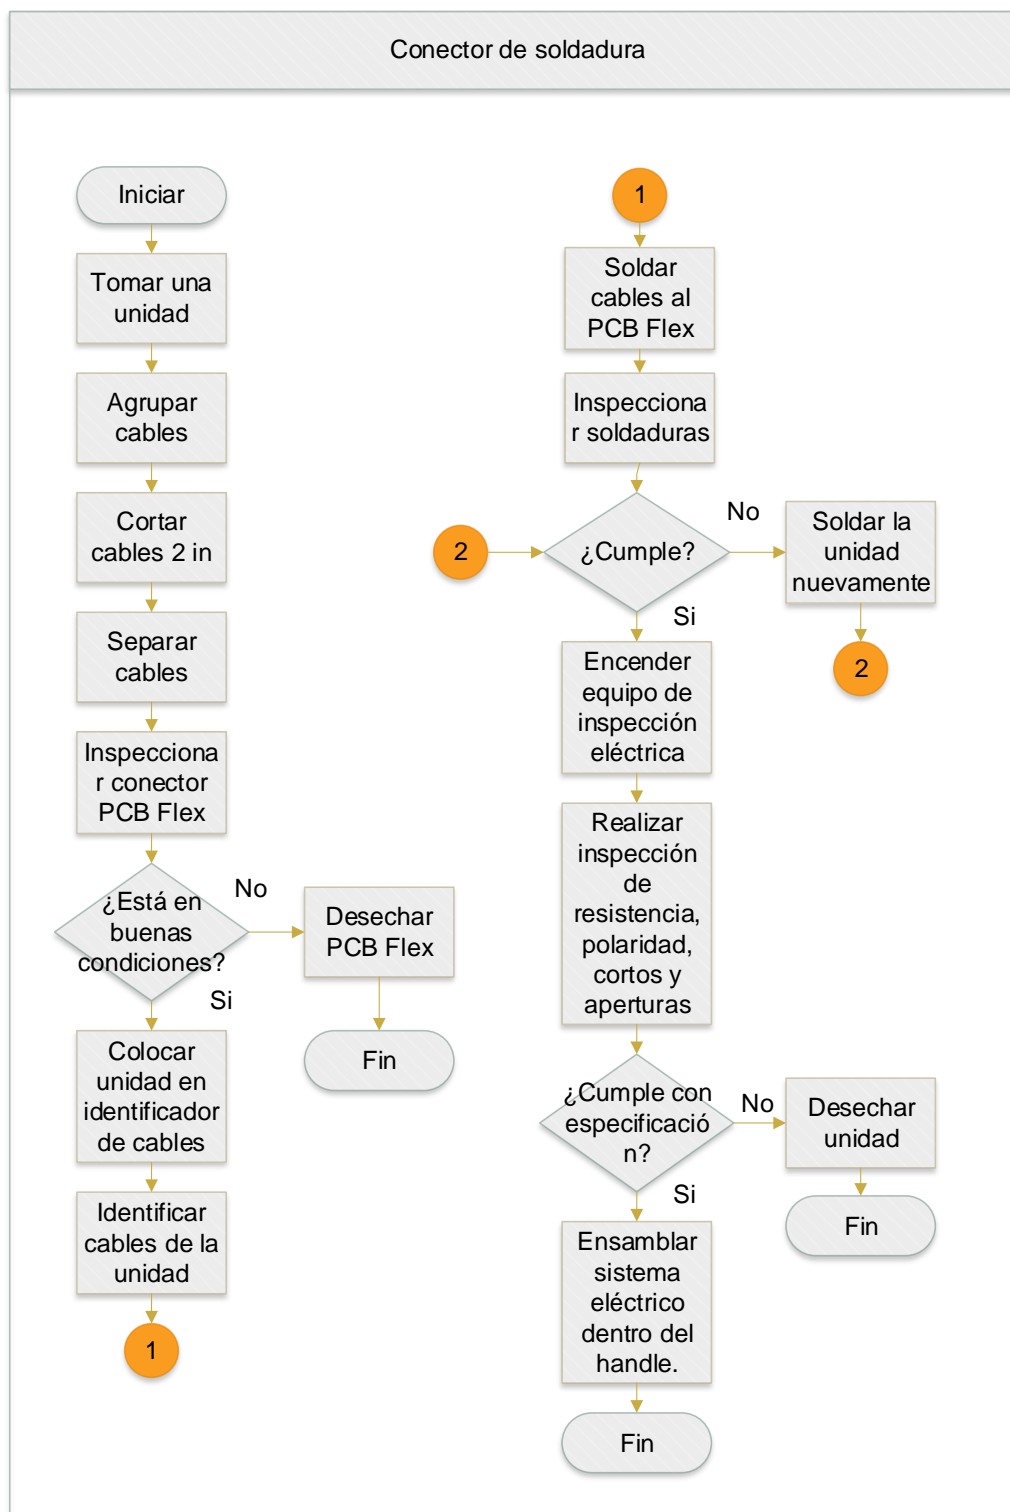 Conector de soldadura
Iniciar
Tomar una
unidad
Agrupar
cables
Cortar
cables 2 in
Separar
cables
Inspecciona
r conector
PCB Flex
¿Está en
buenas
condiciones?
No
Desechar
PCB Flex
Fin
Si
Colocar
unidad en
identificador
de cables
Identificar
cables de la
unidad
1
1
Soldar
cables al
PCB Flex
Inspecciona
r soldaduras
2
¿Cumple?
No
Soldar la
unidad
nuevamente
2
Si
Encender
equipo de
inspección
eléctrica
Realizar
inspección
de
resistencia,
polaridad,
cortos y
aperturas
¿Cumple con
especificació
n?
No
Desechar
unidad
Fin
Si
Ensamblar
sistema
eléctrico
dentro del
handle.
Fin